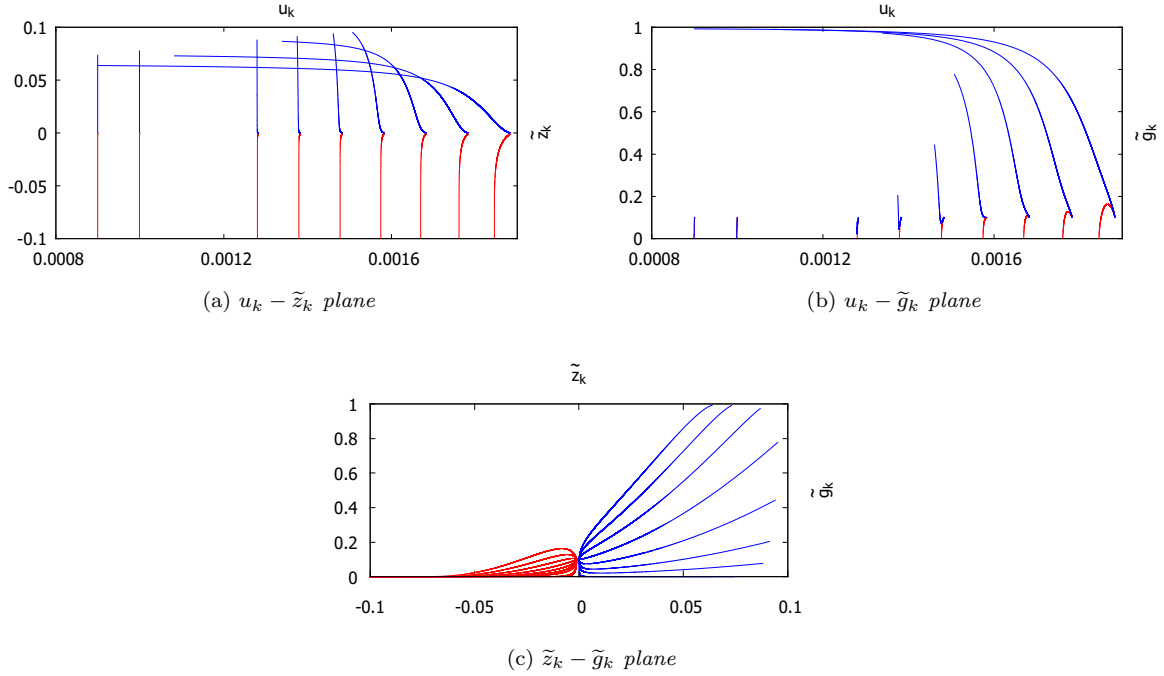 u_k
0.1
0.05
0
-0.05
-0.1
0.0008 0.0012 0.0016
z̃_k
(a) u_k − z̃_k plane
u_k
1
0.8
0.6
0.4
0.2
0
0.0008 0.0012 0.0016
g̃_k
(b) u_k − g̃_k plane
z̃_k
1
0.8
0.6
0.4
0.2
0
-0.1 -0.05 0 0.05 0.1
g̃_k
(c) z̃_k − g̃_k plane